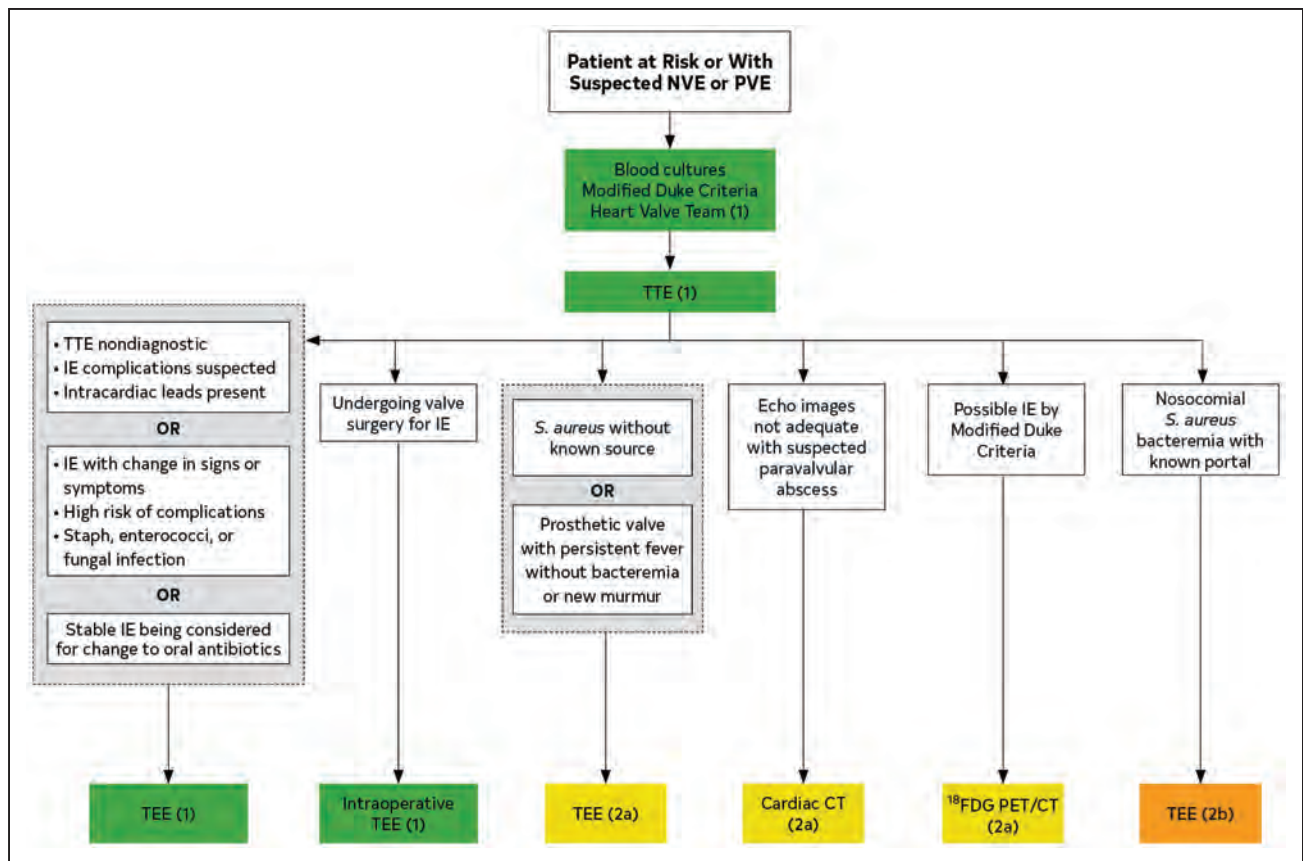 Patient at Risk or With
Suspected NVE or PVE
Blood cultures
Modified Duke Criteria
Heart Valve Team (1)
TTE (1)
• TTE nondiagnostic
• IE complications suspected
• Intracardiac leads present
OR
• IE with change in signs or
symptoms
• High risk of complications
• Staph, enterococci, or
fungal infection
OR
Stable IE being considered
for change to oral antibiotics
Undergoing valve
surgery for IE
S. aureus without
known source
OR
Prosthetic valve
with persistent fever
without bacteremia
or new murmur
Echo images
not adequate
with suspected
paravalvular
abscess
Possible IE by
Modified Duke
Criteria
Nosocomial
S. aureus
bacteremia with
known portal
TEE (1)
Intraoperative
TEE (1)
TEE (2a)
Cardiac CT
(2a)
¹⁸FDG PET/CT
(2a)
TEE (2b)